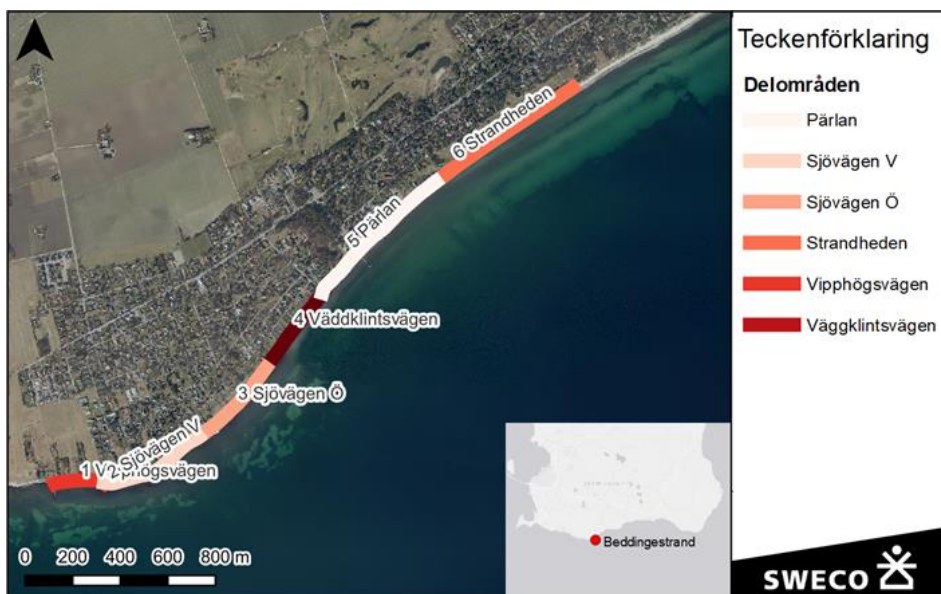 Teckenförklaring
Delområden
Pärlan
Sjövägen V
Sjövägen Ö
Strandheden
Vipphögsvägen
Väggklintsvägen
6 Strandheden
5 Pärlan
4 Väddklintsvägen
3 Sjövägen Ö
2 Sjövägen V
1 Vipphögsvägen
0 200 400 600 800 m
Beddingestrand
SWECO